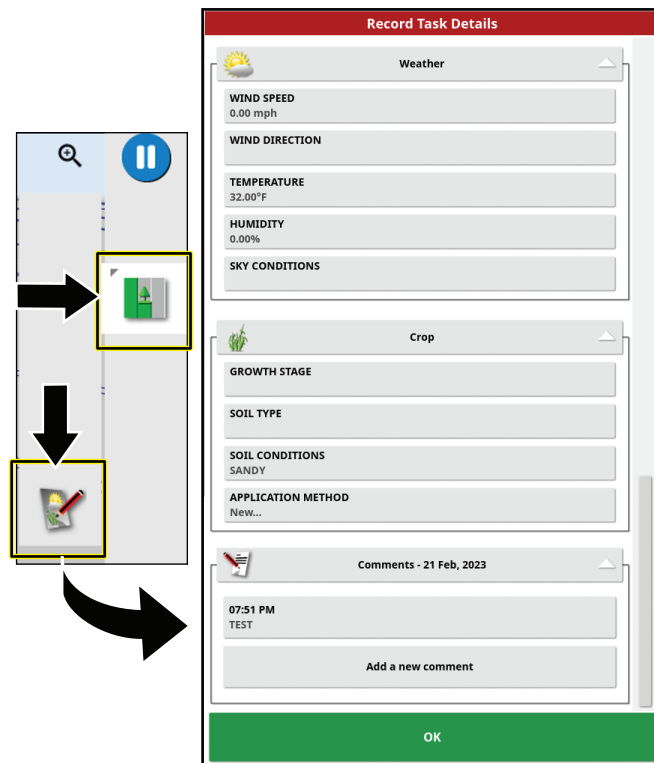 Record Task Details
Weather
WIND SPEED
0.00 mph
WIND DIRECTION
TEMPERATURE
32.00°F
HUMIDITY
0.00%
SKY CONDITIONS
Crop
GROWTH STAGE
SOIL TYPE
SOIL CONDITIONS
SANDY
APPLICATION METHOD
New...
Comments - 21 Feb, 2023
07:51 PM
TEST
Add a new comment
OK